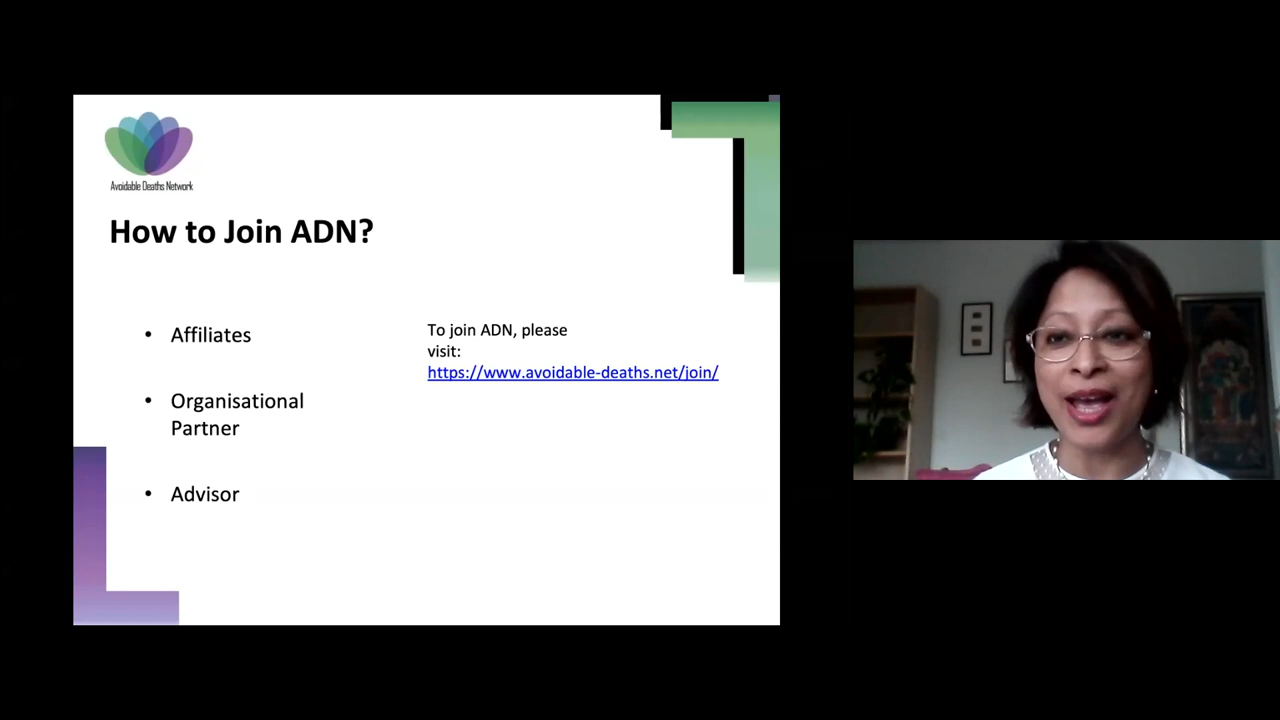 Avoidable Deaths Network
How to Join ADN?
• Affiliates
• Organisational
Partner
• Advisor
To join ADN, please
visit:
https://www.avoidable-deaths.net/join/